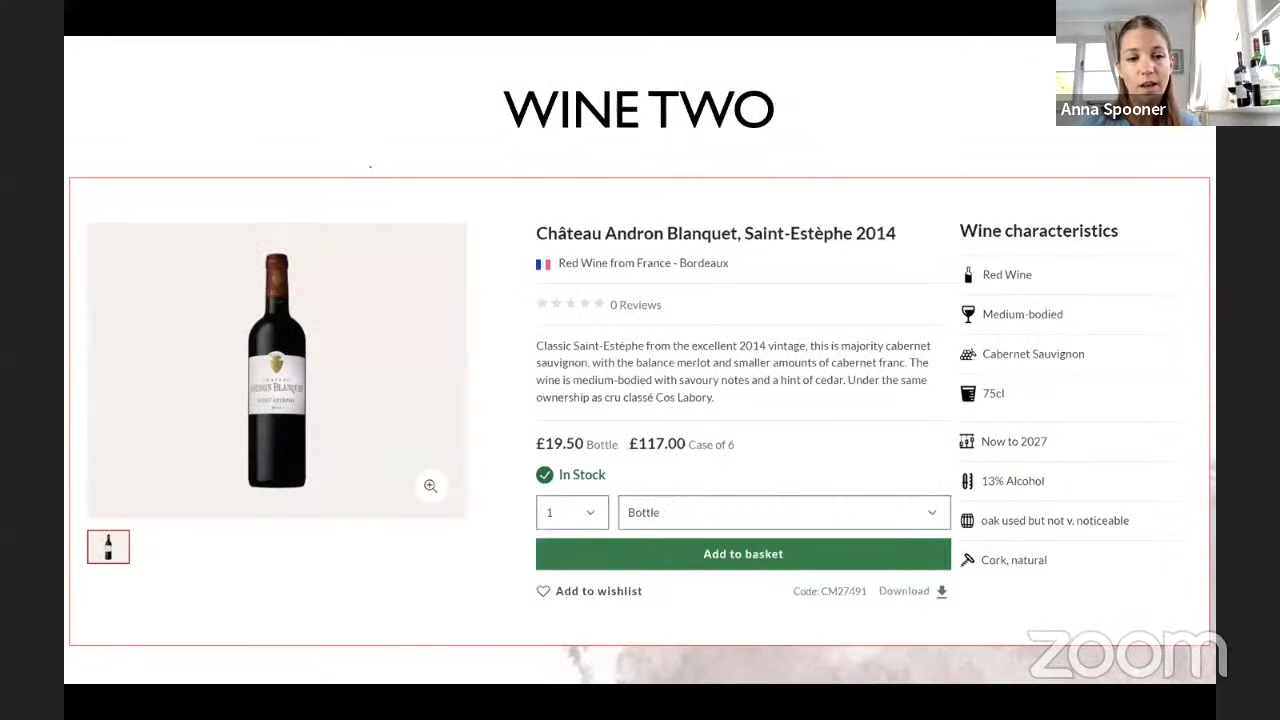 WINE TWO
Anna Spooner
Château Andron Blanquet, Saint-Estèphe 2014
Red Wine from France - Bordeaux
0 Reviews
Classic Saint-Estèphe from the excellent 2014 vintage, this is majority cabernet
sauvignon, with the balance merlot and smaller amounts of cabernet franc. The
wine is medium-bodied with savoury notes and a hint of cedar. Under the same
ownership as cru classé Cos Labory.
£19.50 Bottle £117.00 Case of 6
In Stock
1 Bottle
Add to basket
Add to wishlist Code: CM27491 Download
Wine characteristics
Red Wine
Medium-bodied
Cabernet Sauvignon
75cl
Now to 2027
13% Alcohol
oak used but not v. noticeable
Cork, natural
CHATEAU
ANDRON BLANQUET
SAINT-ESTÈPHE
zoom